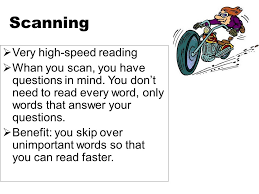 Scanning
➢Very high-speed reading
➢Whan you scan, you have
questions in mind. You don't
need to read every word, only
words that answer your
questions.
➢Benefit: you skip over
unimportant words so that
you can read faster.